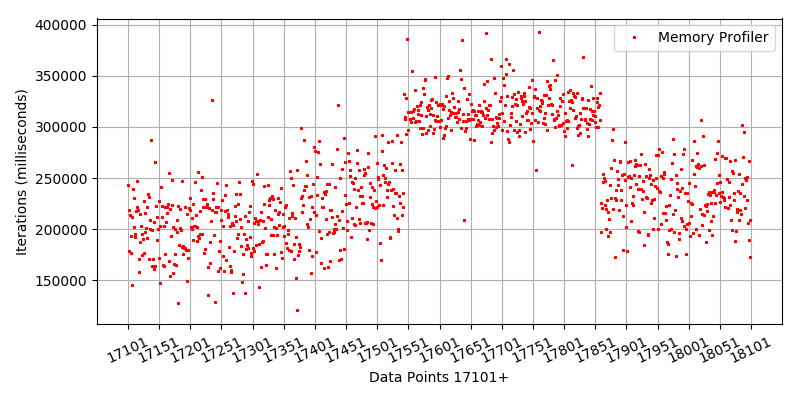 Memory Profiler
Iterations (milliseconds)
400000
350000
300000
250000
200000
150000
17101 17151 17201 17251 17301 17351 17401 17451 17501 17551 17601 17651 17701 17751 17801 17851 17901 17951 18001 18051 18101
Data Points 17101+